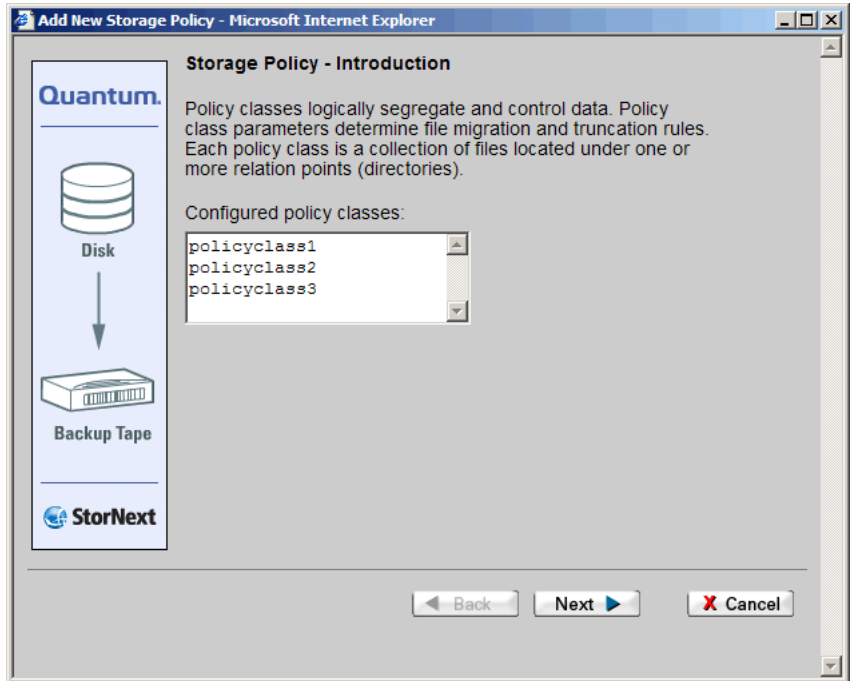 Add New Storage Policy - Microsoft Internet Explorer
Quantum.
Disk
Backup Tape
StorNext
Storage Policy - Introduction
Policy classes logically segregate and control data. Policy
class parameters determine file migration and truncation rules.
Each policy class is a collection of files located under one or
more relation points (directories).
Configured policy classes:
policyclass1
policyclass2
policyclass3
Back
Next
X Cancel